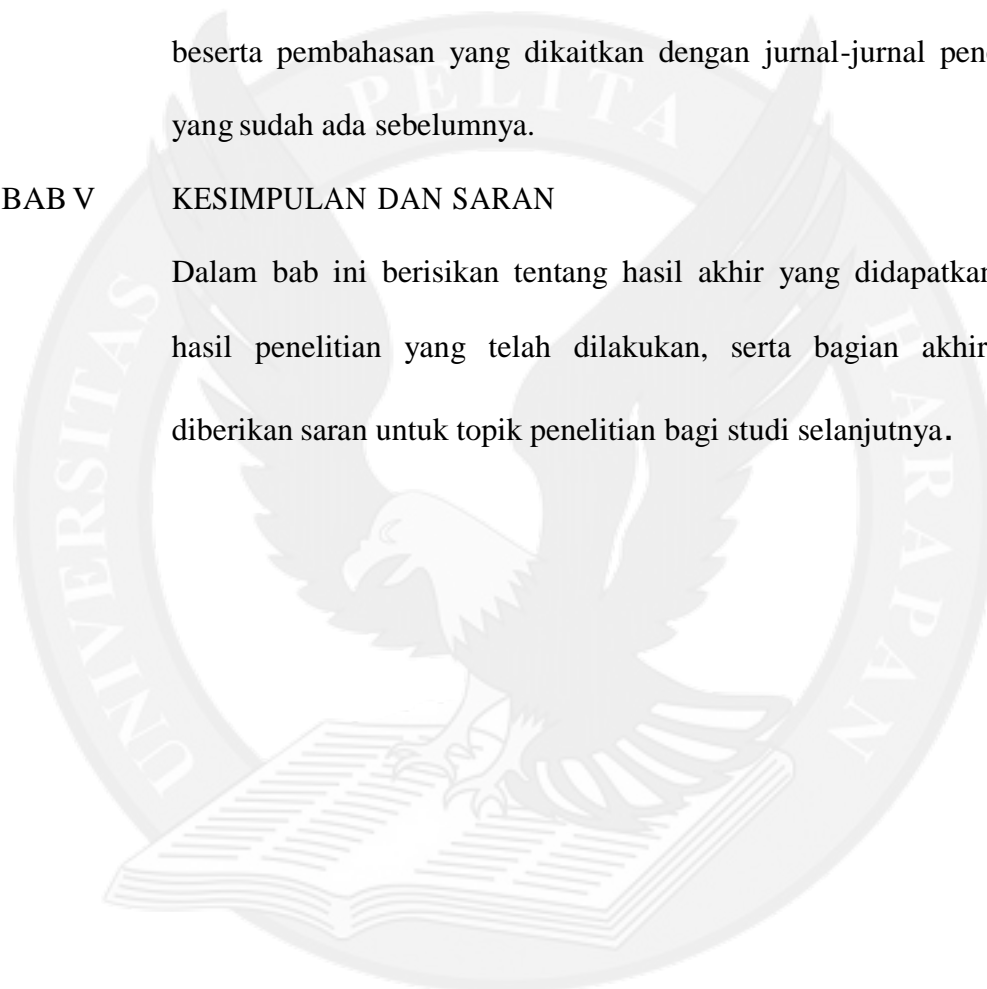 beserta pembahasan yang dikaitkan dengan jurnal-jurnal
yang sudah ada sebelumnya.
BAB V KESIMPULAN DAN SARAN
Dalam bab ini berisikan tentang hasil akhir yang didapatkan
hasil penelitian yang telah dilakukan, serta bagian akhir
diberikan saran untuk topik penelitian bagi studi selanjutnya.
UNIVERSITAS PELITA HARAPAN